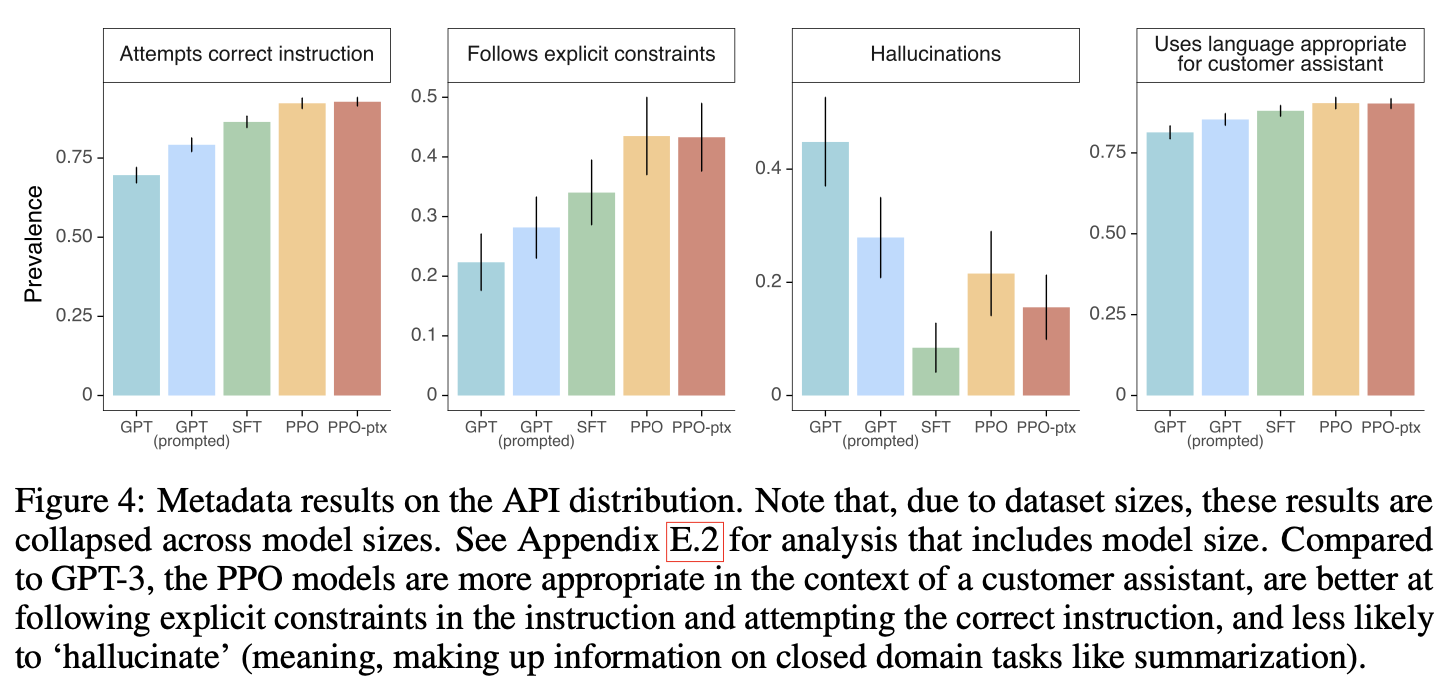 Attempts correct instruction
Follows explicit constraints
Hallucinations
Uses language appropriate
for customer assistant
Prevalence
0.75
0.50
0.25
0
GPT
GPT
(prompted)
SFT
PPO
PPO-ptx
0.5
0.4
0.3
0.2
0.1
0
GPT
GPT
(prompted)
SFT
PPO
PPO-ptx
0.4
0.2
0
GPT
GPT
(prompted)
SFT
PPO
PPO-ptx
0.75
0.50
0.25
0
GPT
GPT
(prompted)
SFT
PPO
PPO-ptx
Figure 4: Metadata results on the API distribution. Note that, due to dataset sizes, these results are
collapsed across model sizes. See Appendix E.2 for analysis that includes model size. Compared
to GPT-3, the PPO models are more appropriate in the context of a customer assistant, are better at
following explicit constraints in the instruction and attempting the correct instruction, and less likely
to ‘hallucinate’ (meaning, making up information on closed domain tasks like summarization).